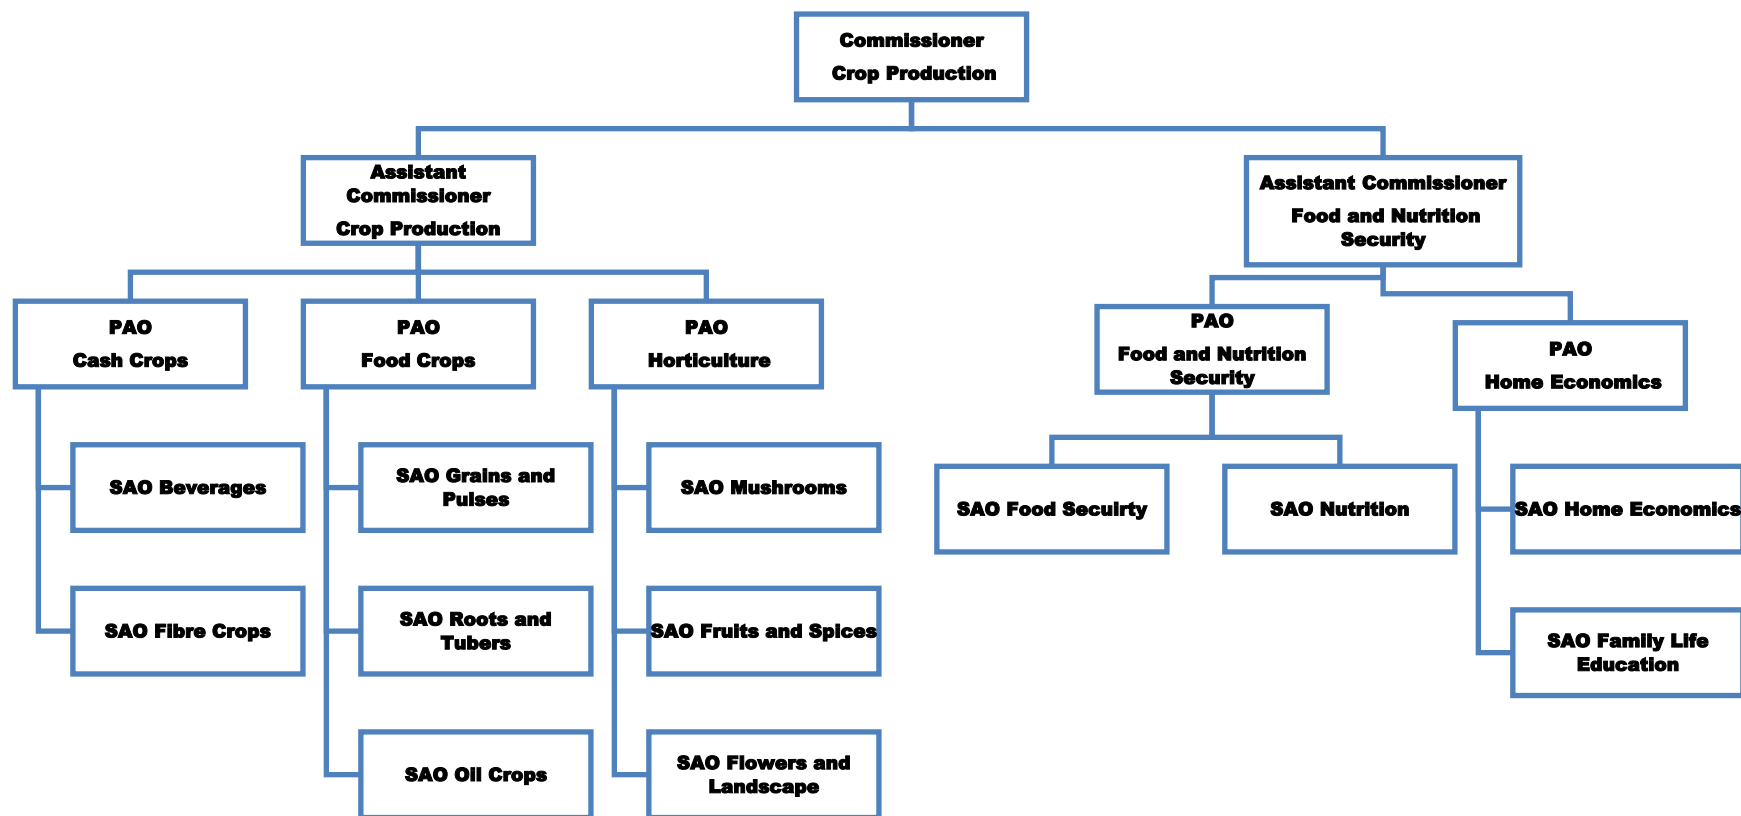 Commissioner
Crop Production
Assistant
Commissioner
Crop Production
Assistant Commissioner
Food and Nutrition
Security
PAO
Cash Crops
PAO
Food Crops
PAO
Horticulture
PAO
Food and Nutrition
Security
PAO
Home Economics
SAO Beverages
SAO Grains and
Pulses
SAO Mushrooms
SAO Food Secuirty
SAO Nutrition
SAO Home Economics
SAO Fibre Crops
SAO Roots and
Tubers
SAO Fruits and Spices
SAO Family Life
Education
SAO Oil Crops
SAO Flowers and
Landscape